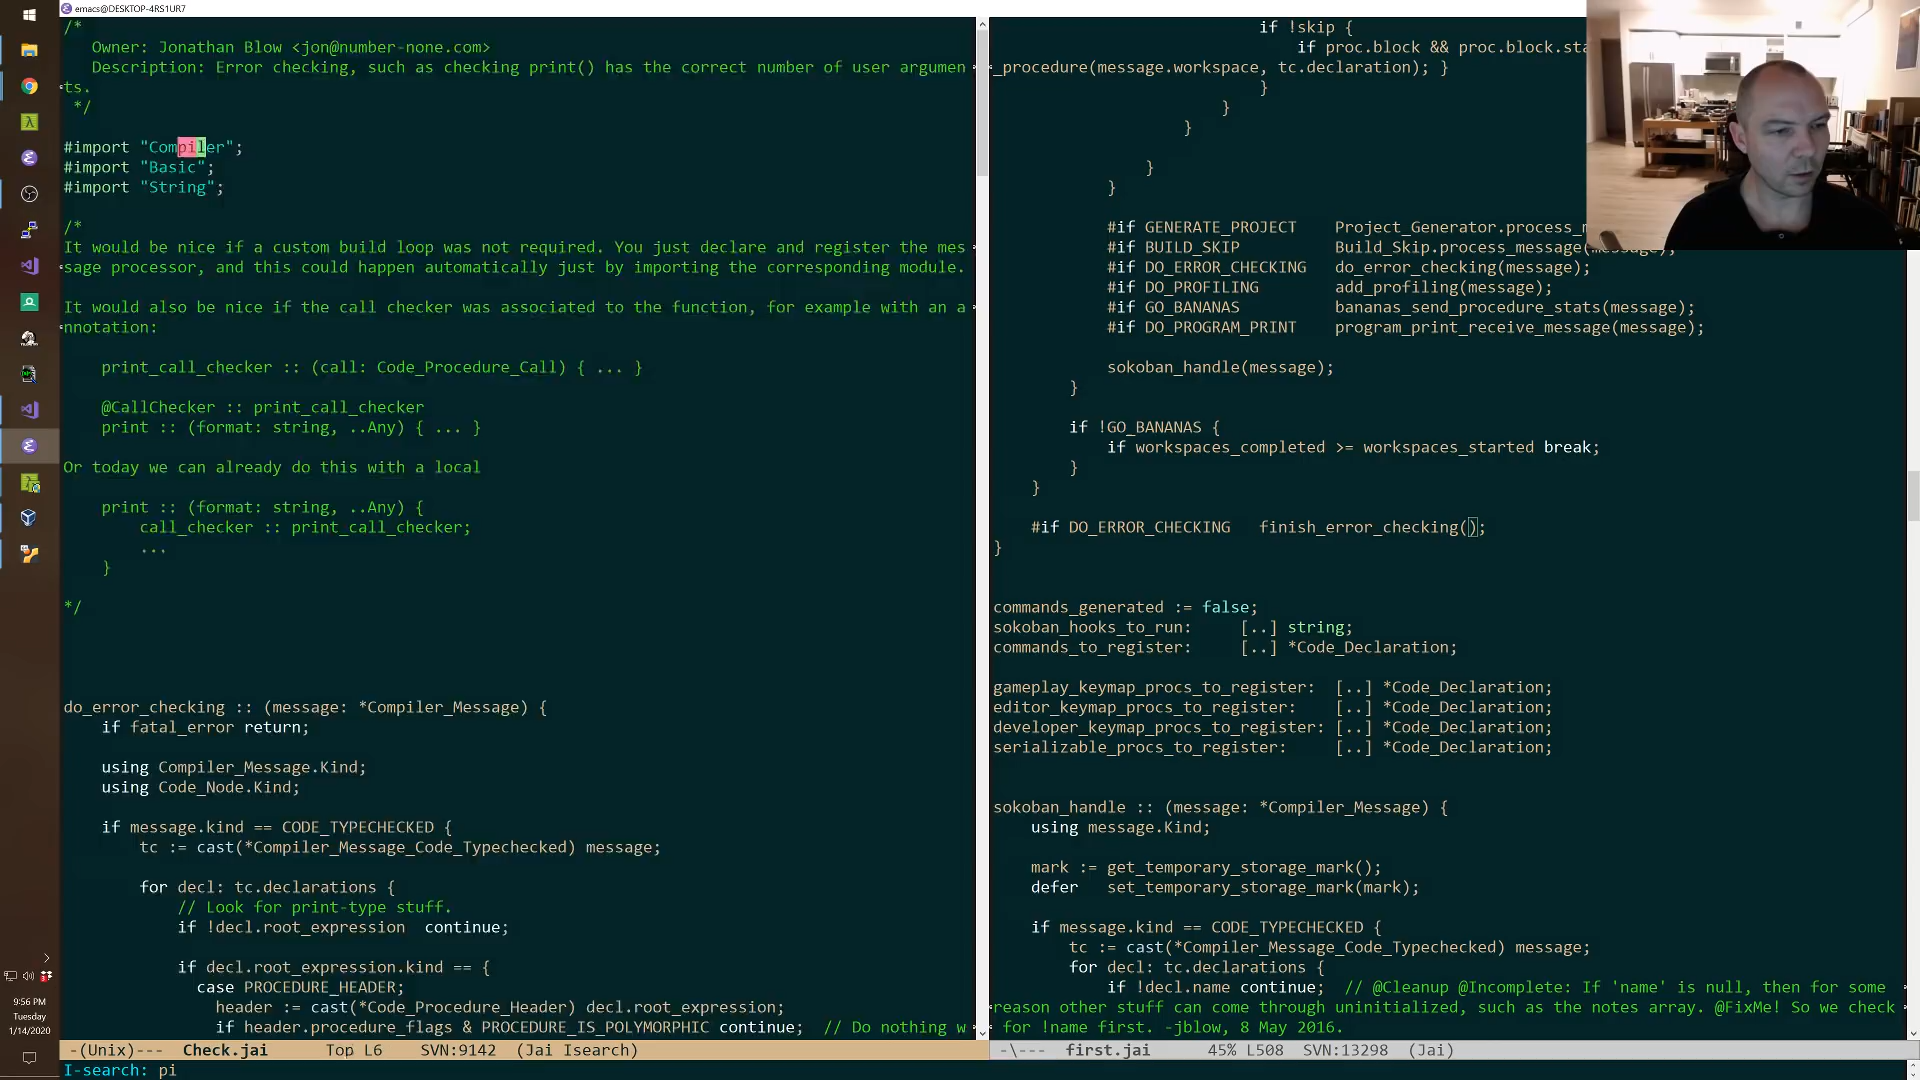 emacs@DESKTOP-4RS1UR7
/*
Owner: Jonathan Blow <jon@number-none.com>
Description: Error checking, such as checking print() has the correct number of user argumen
ts.
*/
#import "Compiler";
#import "Basic";
#import "String";
/*
It would be nice if a custom build loop was not required. You just declare and register the mes
sage processor, and this could happen automatically just by importing the corresponding module.
It would also be nice if the call checker was associated to the function, for example with an a
nnotation:
print_call_checker :: (call: Code_Procedure_Call) { ... }
@CallChecker :: print_call_checker
print :: (format: string, ..Any) { ... }
Or today we can already do this with a local
print :: (format: string, ..Any) {
call_checker :: print_call_checker;
...
}
*/
do_error_checking :: (message: *Compiler_Message) {
if fatal_error return;
using Compiler_Message.Kind;
using Code_Node.Kind;
if message.kind == CODE_TYPECHECKED {
tc := cast(*Compiler_Message_Code_Typechecked) message;
for decl: tc.declarations {
// Look for print-type stuff.
if !decl.root_expression  continue;
if decl.root_expression.kind == {
case PROCEDURE_HEADER;
header := cast(*Code_Procedure_Header) decl.root_expression;
if header.procedure_flags & PROCEDURE_IS_POLYMORPHIC continue;  // Do nothing w
-(Unix)---  Check.jai      Top L6    SVN:9142  (Jai Isearch)
I-search: pi
if !skip {
if proc.block && proc.block.sta
_procedure(message.workspace, tc.declaration); }
}
}
}
}
}
#if GENERATE_PROJECT    Project_Generator.process_m
#if BUILD_SKIP          Build_Skip.process_message(message);
#if DO_ERROR_CHECKING   do_error_checking(message);
#if DO_PROFILING        add_profiling(message);
#if GO_BANANAS          bananas_send_procedure_stats(message);
#if DO_PROGRAM_PRINT    program_print_receive_message(message);
sokoban_handle(message);
}
if !GO_BANANAS {
if workspaces_completed >= workspaces_started break;
}
}
#if DO_ERROR_CHECKING   finish_error_checking();
}
commands_generated := false;
sokoban_hooks_to_run:     [..] string;
commands_to_register:     [..] *Code_Declaration;
gameplay_keymap_procs_to_register:  [..] *Code_Declaration;
editor_keymap_procs_to_register:    [..] *Code_Declaration;
developer_keymap_procs_to_register: [..] *Code_Declaration;
serializable_procs_to_register:     [..] *Code_Declaration;
sokoban_handle :: (message: *Compiler_Message) {
using message.Kind;
mark := get_temporary_storage_mark();
defer   set_temporary_storage_mark(mark);
if message.kind == CODE_TYPECHECKED {
tc := cast(*Compiler_Message_Code_Typechecked) message;
for decl: tc.declarations {
if !decl.name continue;  // @Cleanup @Incomplete: If 'name' is null, then for some
reason other stuff can come through uninitialized, such as the notes array. @FixMe! So we check
for !name first. -jblow, 8 May 2016.
-\---  first.jai      45% L508  SVN:13298  (Jai)
9:56 PM
Tuesday
1/14/2020